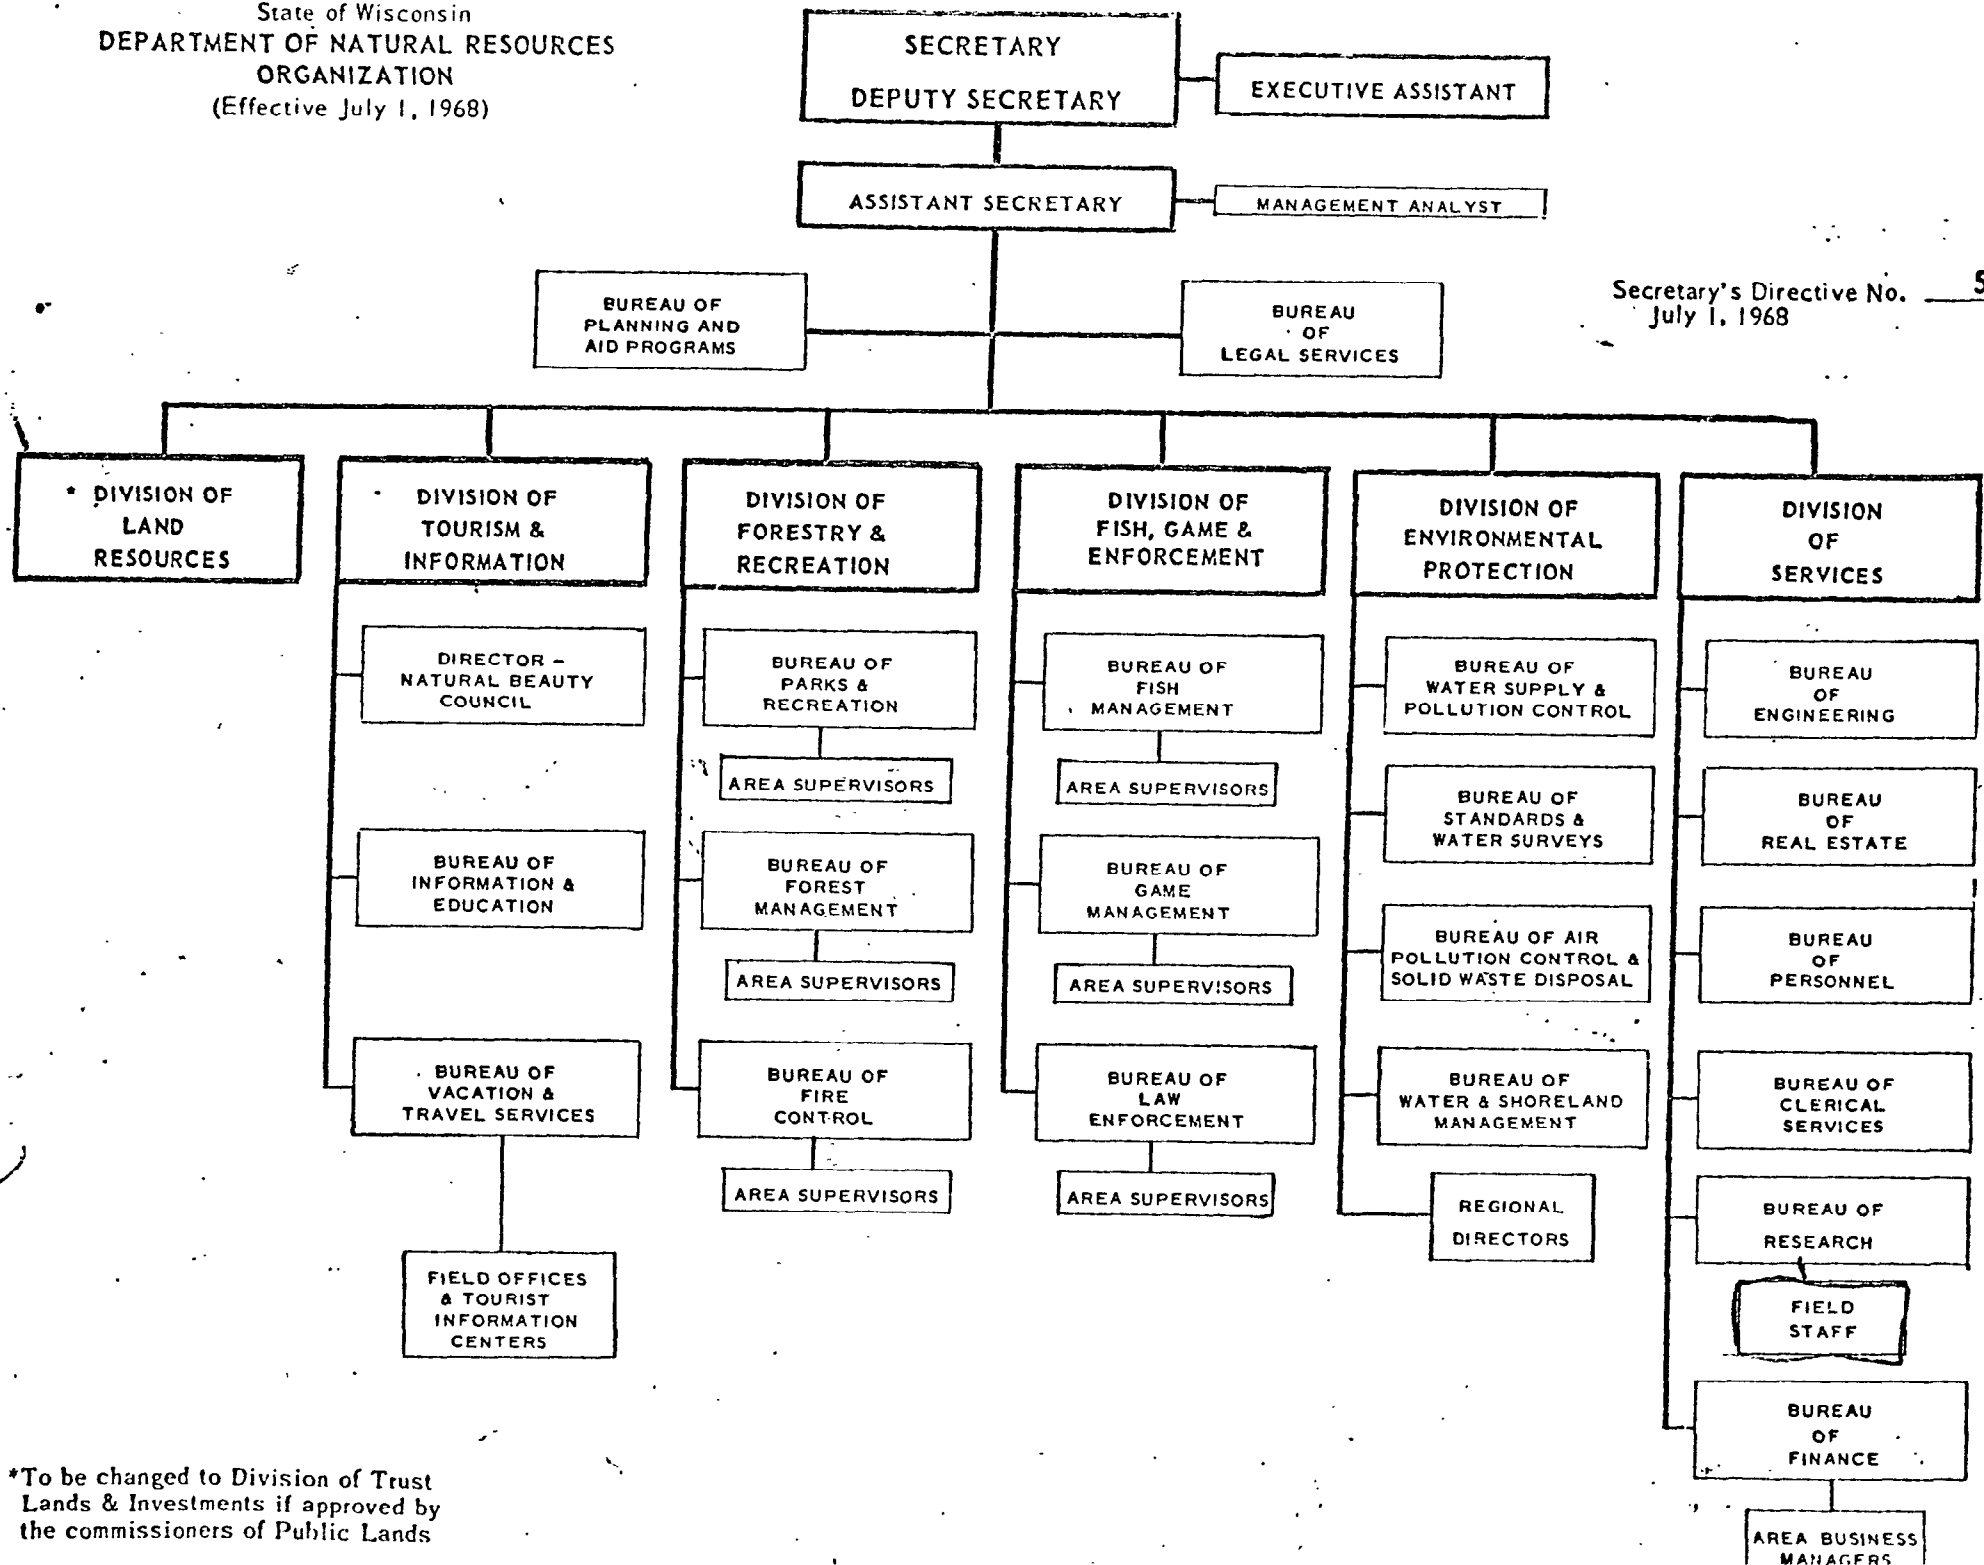 State of Wisconsin
DEPARTMENT OF NATURAL RESOURCES
ORGANIZATION
(Effective July 1, 1968)
SECRETARY
DEPUTY SECRETARY
EXECUTIVE ASSISTANT
ASSISTANT SECRETARY
MANAGEMENT ANALYST
BUREAU OF
PLANNING AND
AID PROGRAMS
BUREAU
OF
LEGAL SERVICES
Secretary's Directive No. 5
July 1, 1968
* DIVISION OF
LAND
RESOURCES
DIVISION OF
TOURISM &
INFORMATION
DIVISION OF
FORESTRY &
RECREATION
DIVISION OF
FISH, GAME &
ENFORCEMENT
DIVISION OF
ENVIRONMENTAL
PROTECTION
DIVISION
OF
SERVICES
DIRECTOR –
NATURAL BEAUTY
COUNCIL
BUREAU OF
INFORMATION &
EDUCATION
BUREAU OF
VACATION &
TRAVEL SERVICES
FIELD OFFICES
& TOURIST
INFORMATION
CENTERS
BUREAU OF
PARKS &
RECREATION
AREA SUPERVISORS
BUREAU OF
FOREST
MANAGEMENT
AREA SUPERVISORS
BUREAU OF
FIRE
CONTROL
AREA SUPERVISORS
BUREAU OF
FISH
MANAGEMENT
AREA SUPERVISORS
BUREAU OF
GAME
MANAGEMENT
AREA SUPERVISORS
BUREAU OF
LAW
ENFORCEMENT
AREA SUPERVISORS
BUREAU OF
WATER SUPPLY &
POLLUTION CONTROL
BUREAU OF
STANDARDS &
WATER SURVEYS
BUREAU OF AIR
POLLUTION CONTROL &
SOLID WASTE DISPOSAL
BUREAU OF
WATER & SHORELAND
MANAGEMENT
REGIONAL
DIRECTORS
BUREAU
OF
ENGINEERING
BUREAU
OF
REAL ESTATE
BUREAU
OF
PERSONNEL
BUREAU OF
CLERICAL
SERVICES
BUREAU OF
RESEARCH
FIELD
STAFF
BUREAU
OF
FINANCE
AREA BUSINESS
MANAGERS
*To be changed to Division of Trust
Lands & Investments if approved by
the commissioners of Public Lands